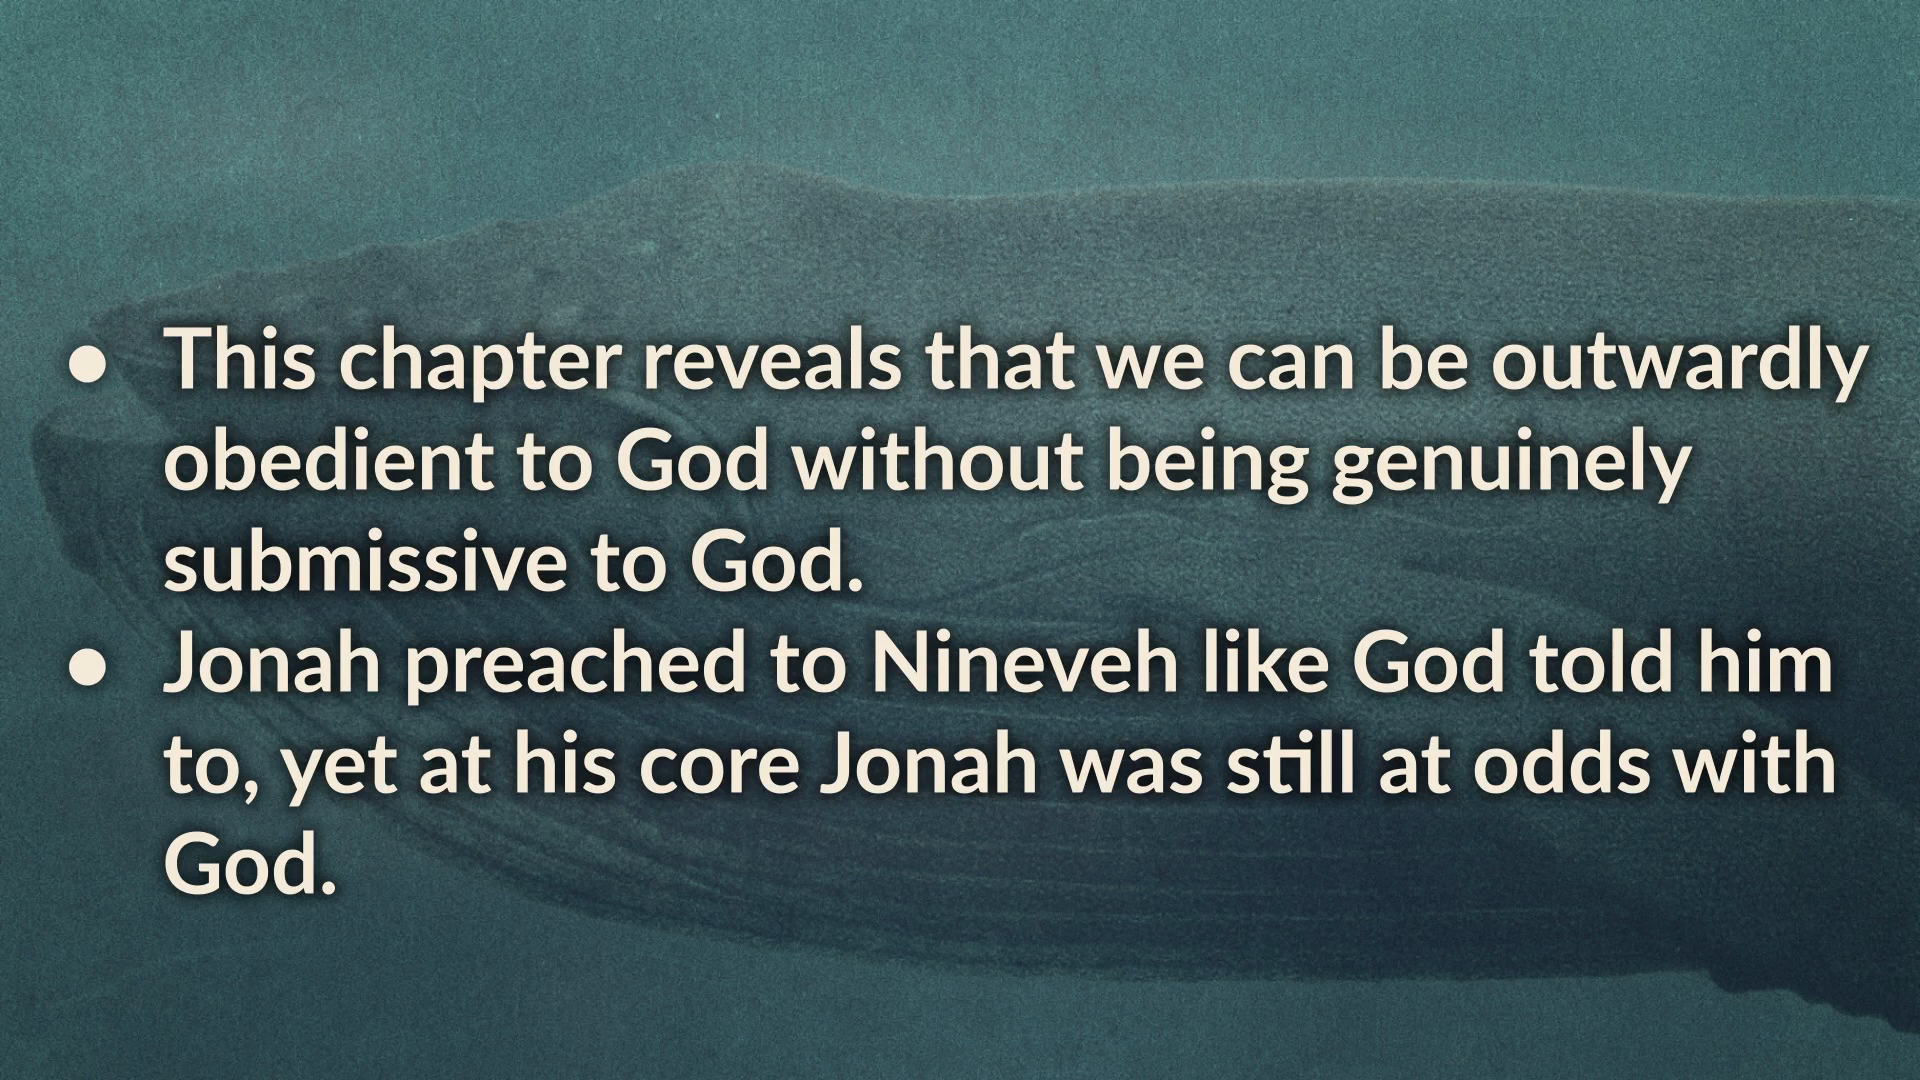 ● This chapter reveals that we can be outwardly
obedient to God without being genuinely
submissive to God.
● Jonah preached to Nineveh like God told him
to, yet at his core Jonah was still at odds with
God.